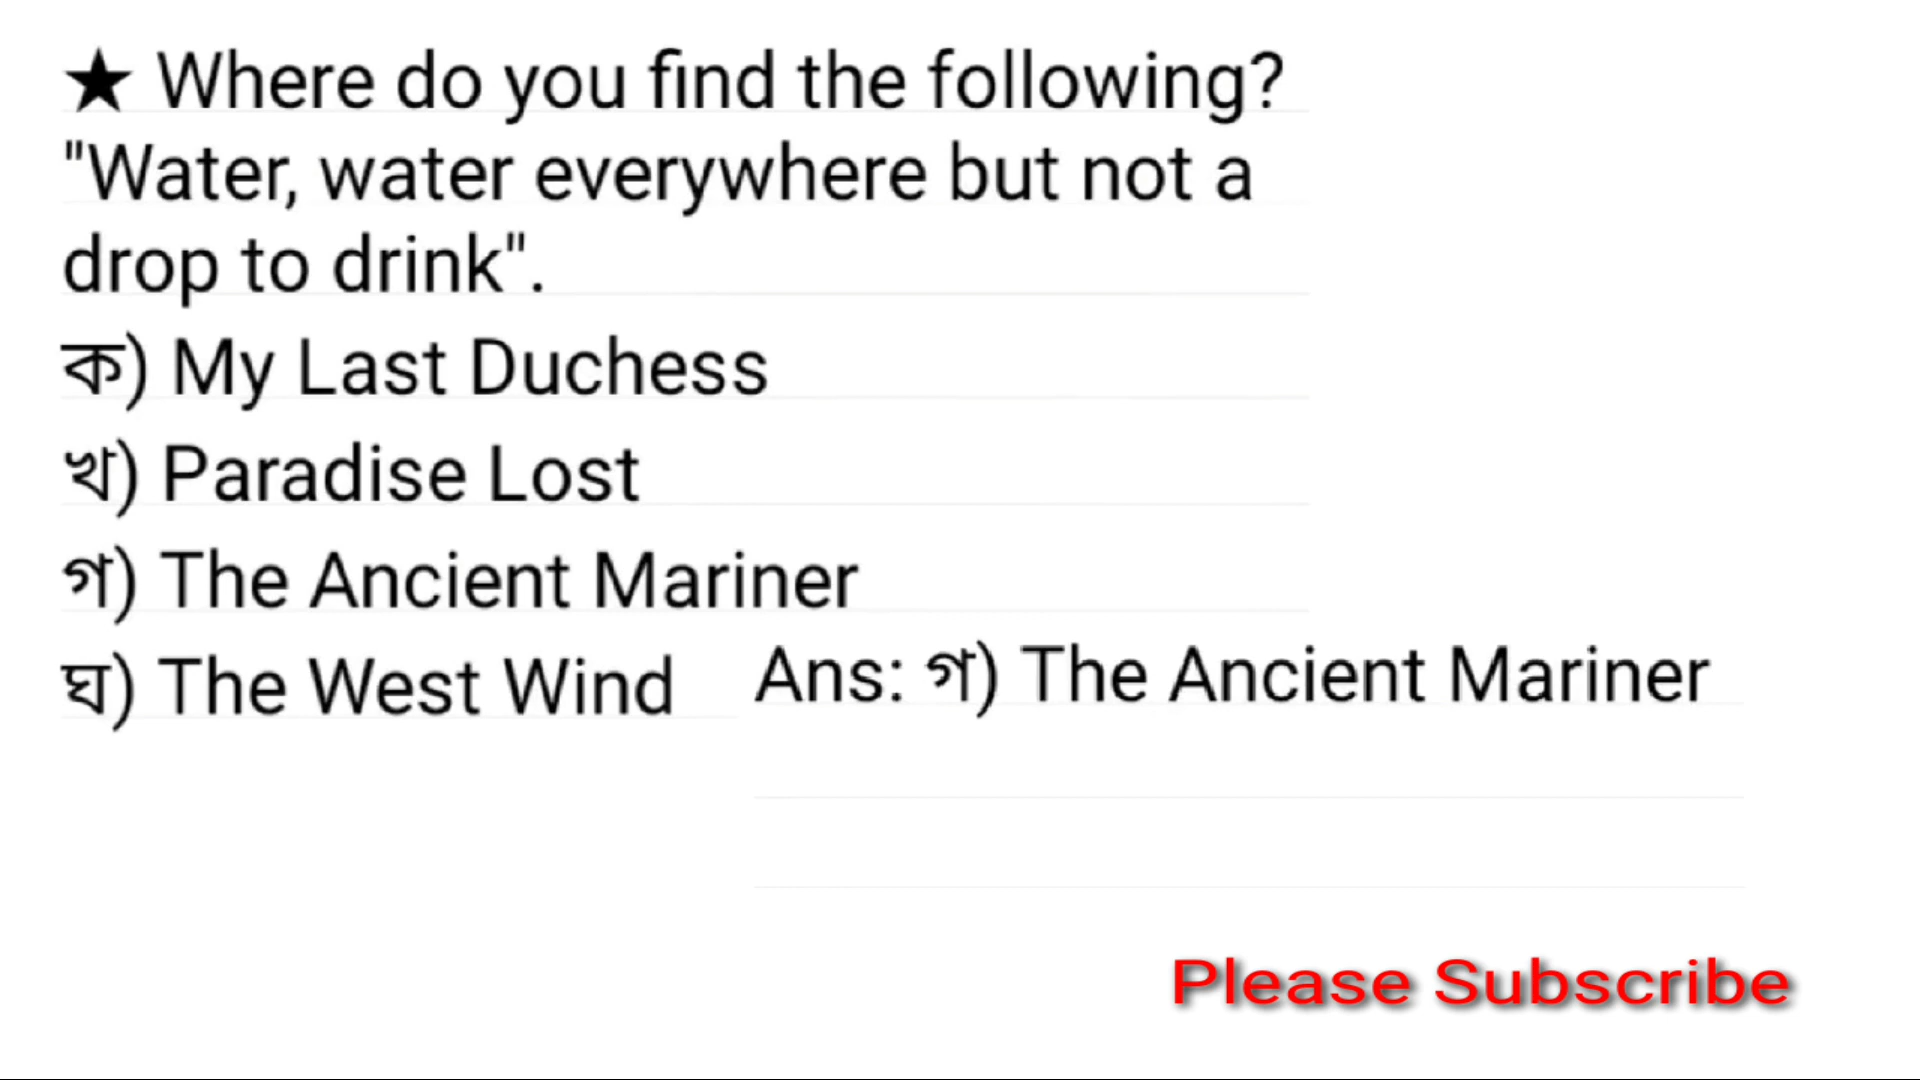 ★ Where do you find the following?
"Water, water everywhere but not a
drop to drink".
ক) My Last Duchess
খ) Paradise Lost
গ) The Ancient Mariner
ঘ) The West Wind
Ans: গ) The Ancient Mariner
Please Subscribe